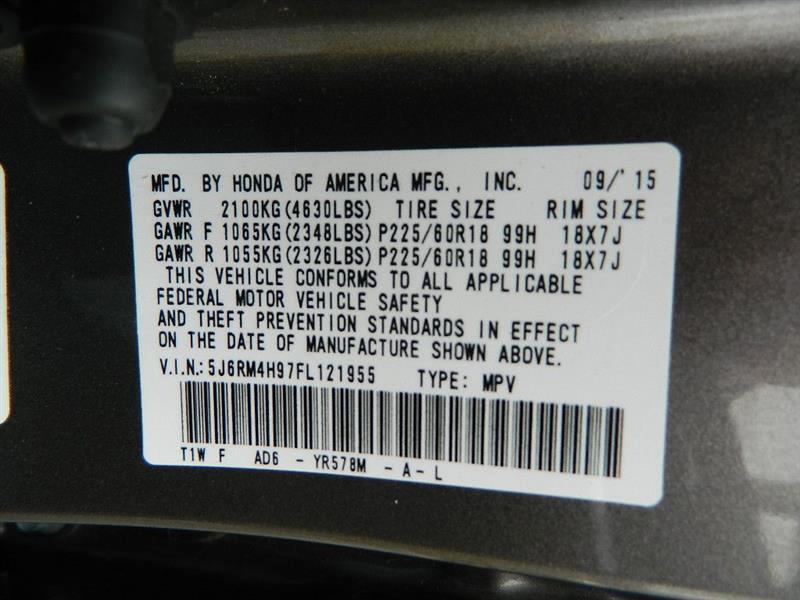 MFD. BY HONDA OF AMERICA MFG., INC. 09/'15
GVWR 2100KG(4630LBS) TIRE SIZE RIM SIZE
GAWR F 1065KG(2348LBS) P225/60R18 99H 18X7J
GAWR R 1055KG(2326LBS) P225/60R18 99H 18X7J
THIS VEHICLE CONFORMS TO ALL APPLICABLE
FEDERAL MOTOR VEHICLE SAFETY
AND THEFT PREVENTION STANDARDS IN EFFECT
ON THE DATE OF MANUFACTURE SHOWN ABOVE.
V.I.N.:5J6RM4H97FL121955 TYPE: MPV
T1W F AD6 - YR578M - A - L